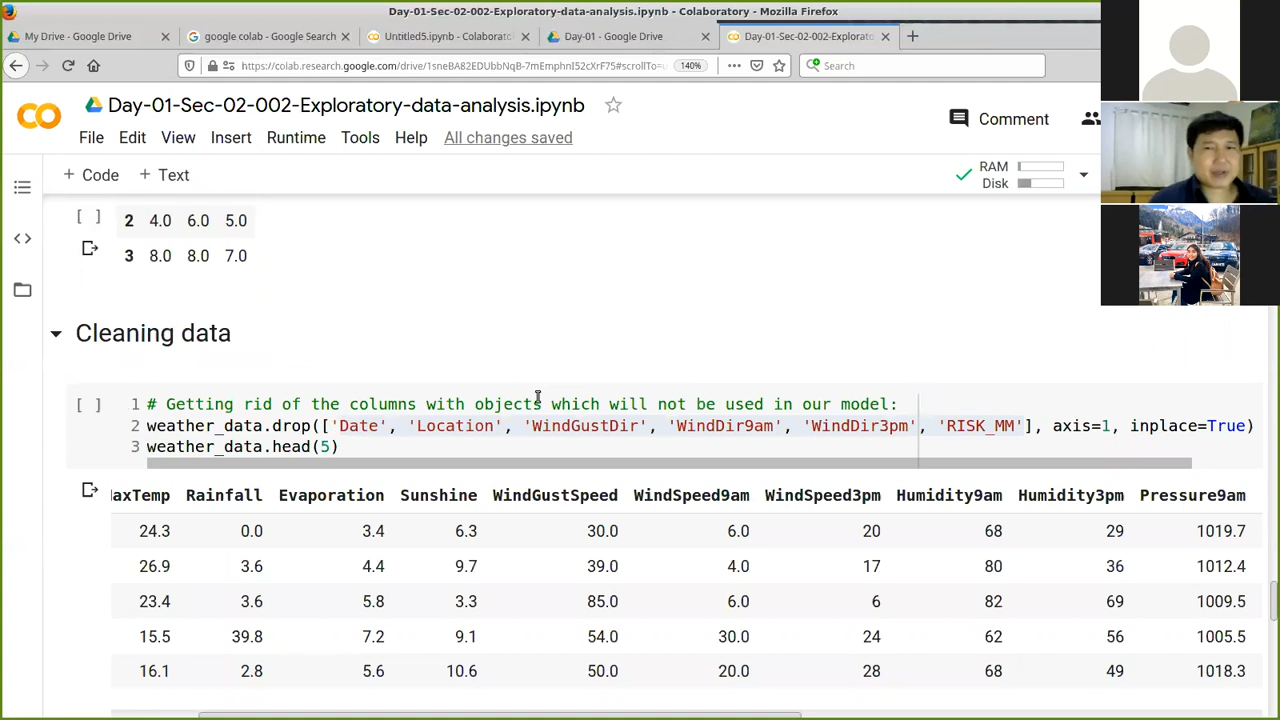 Day-01-Sec-02-002-Exploratory-data-analysis.ipynb - Colaboratory - Mozilla Firefox
My Drive - Google Drive
google colab - Google Search
Untitled5.ipynb - Colaborat
Day-01 - Google Drive
Day-01-Sec-02-002-Explorato
https://colab.research.google.com/drive/1sneBA82EDUbbNqB-7mEmphnI52cXrF75#scrollTo=
140%
Search
Day-01-Sec-02-002-Exploratory-data-analysis.ipynb
Comment
File Edit View Insert Runtime Tools Help All changes saved
+ Code + Text
RAM
Disk
[ ] 2 4.0 6.0 5.0
3 8.0 8.0 7.0
Cleaning data
[ ] 1 # Getting rid of the columns with objects which will not be used in our model:
2 weather_data.drop(['Date', 'Location', 'WindGustDir', 'WindDir9am', 'WindDir3pm', 'RISK_MM'], axis=1, inplace=True)
3 weather_data.head(5)
axTemp Rainfall Evaporation Sunshine WindGustSpeed WindSpeed9am WindSpeed3pm Humidity9am Humidity3pm Pressure9am
24.3 0.0 3.4 6.3 30.0 6.0 20 68 29 1019.7
26.9 3.6 4.4 9.7 39.0 4.0 17 80 36 1012.4
23.4 3.6 5.8 3.3 85.0 6.0 6 82 69 1009.5
15.5 39.8 7.2 9.1 54.0 30.0 24 62 56 1005.5
16.1 2.8 5.6 10.6 50.0 20.0 28 68 49 1018.3